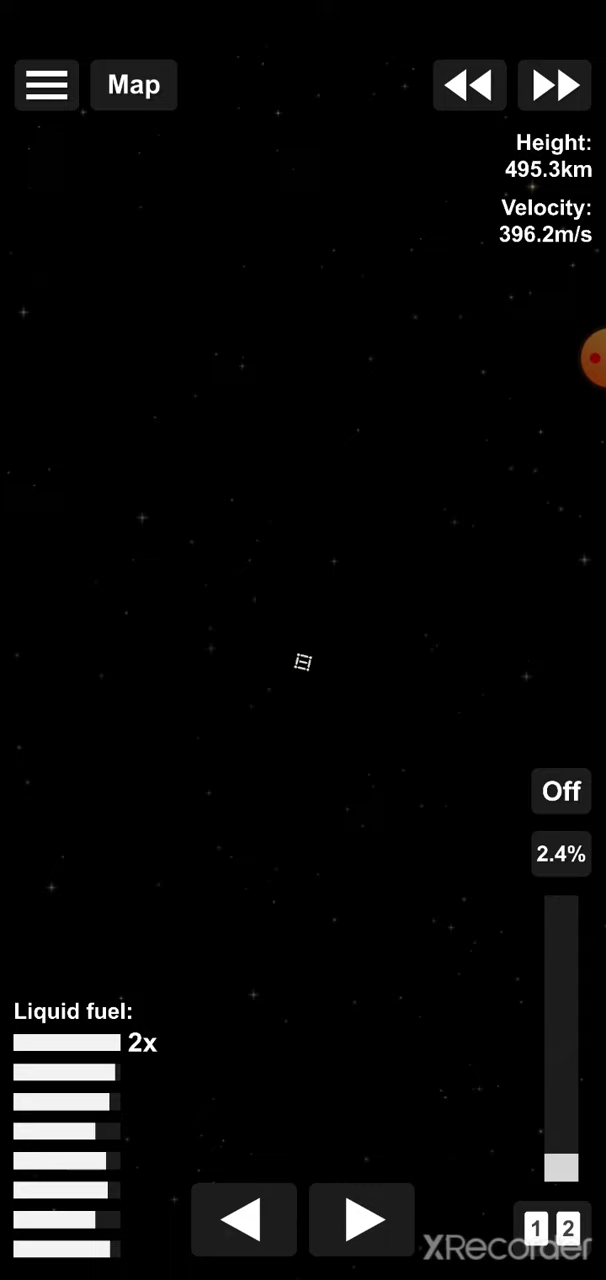 Map
Height:
495.3km
Velocity:
396.2m/s
Off
2.4%
Liquid fuel:
2x
1 2
XRecorder